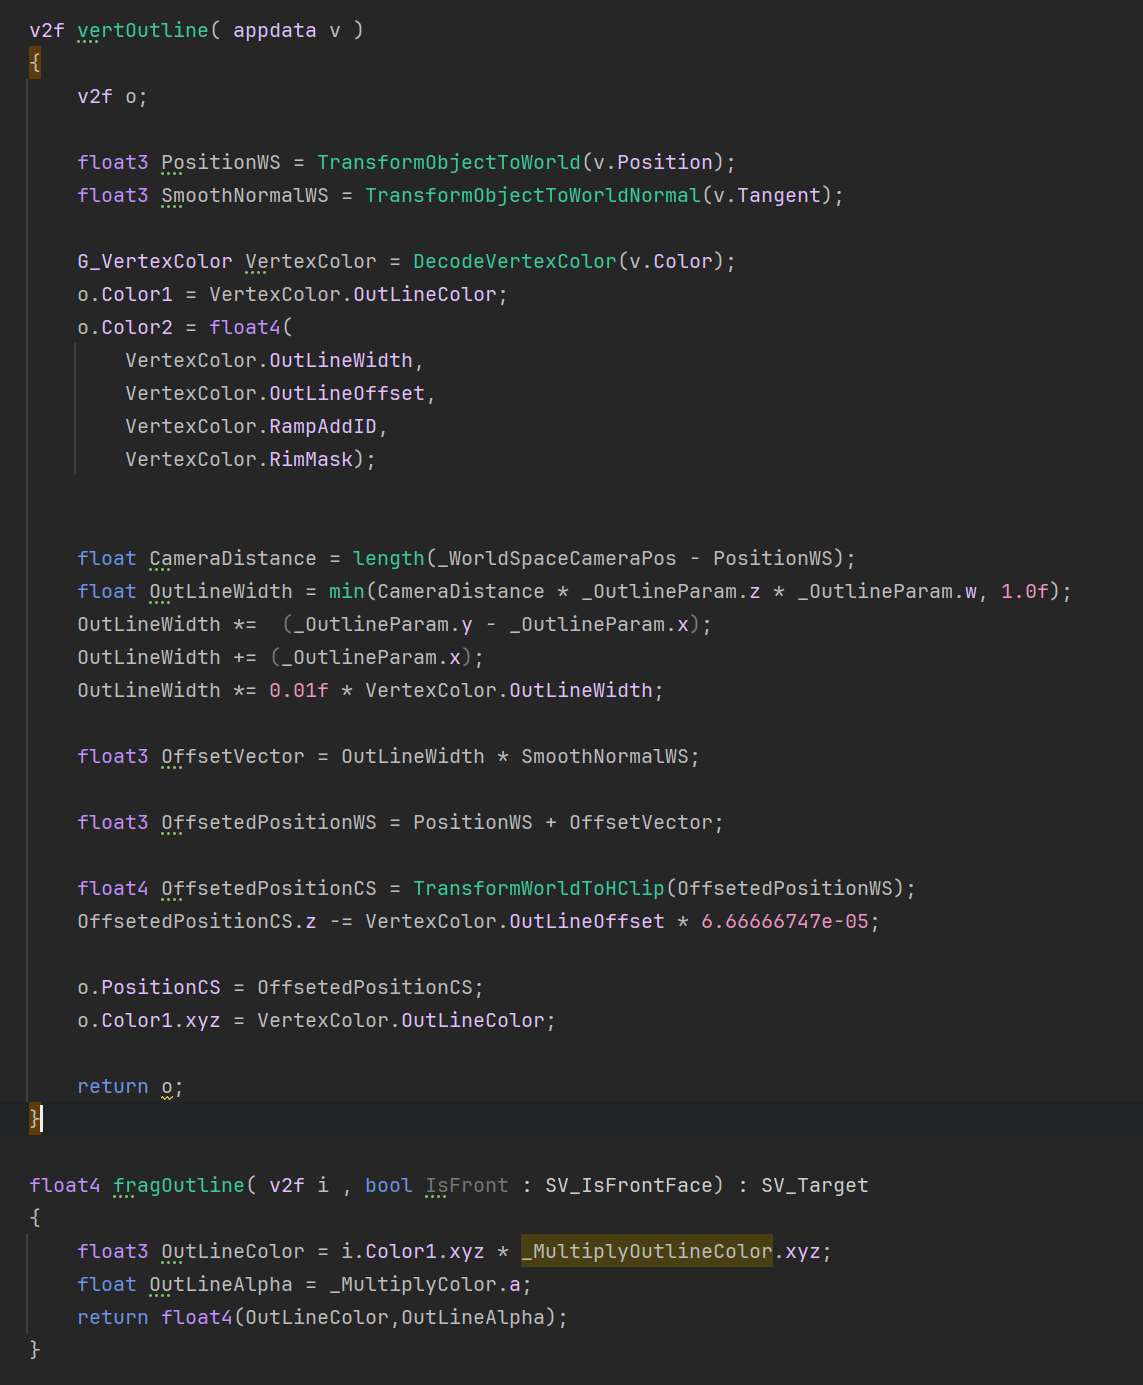 v2f vertOutline( appdata v )
{
    v2f o;

    float3 PositionWS = TransformObjectToWorld(v.Position);
    float3 SmoothNormalWS = TransformObjectToWorldNormal(v.Tangent);

    G_VertexColor VertexColor = DecodeVertexColor(v.Color);
    o.Color1 = VertexColor.OutLineColor;
    o.Color2 = float4(
        VertexColor.OutLineWidth,
        VertexColor.OutLineOffset,
        VertexColor.RampAddID,
        VertexColor.RimMask);


    float CameraDistance = length(_WorldSpaceCameraPos - PositionWS);
    float OutLineWidth = min(CameraDistance * _OutlineParam.z * _OutlineParam.w, 1.0f);
    OutLineWidth *=  (_OutlineParam.y - _OutlineParam.x);
    OutLineWidth += (_OutlineParam.x);
    OutLineWidth *= 0.01f * VertexColor.OutLineWidth;

    float3 OffsetVector = OutLineWidth * SmoothNormalWS;

    float3 OffsetedPositionWS = PositionWS + OffsetVector;

    float4 OffsetedPositionCS = TransformWorldToHClip(OffsetedPositionWS);
    OffsetedPositionCS.z -= VertexColor.OutLineOffset * 6.66666747e-05;

    o.PositionCS = OffsetedPositionCS;
    o.Color1.xyz = VertexColor.OutLineColor;

    return o;
}

float4 fragOutline( v2f i , bool IsFront : SV_IsFrontFace) : SV_Target
{
    float3 OutLineColor = i.Color1.xyz * _MultiplyOutlineColor.xyz;
    float OutLineAlpha = _MultiplyColor.a;
    return float4(OutLineColor,OutLineAlpha);
}